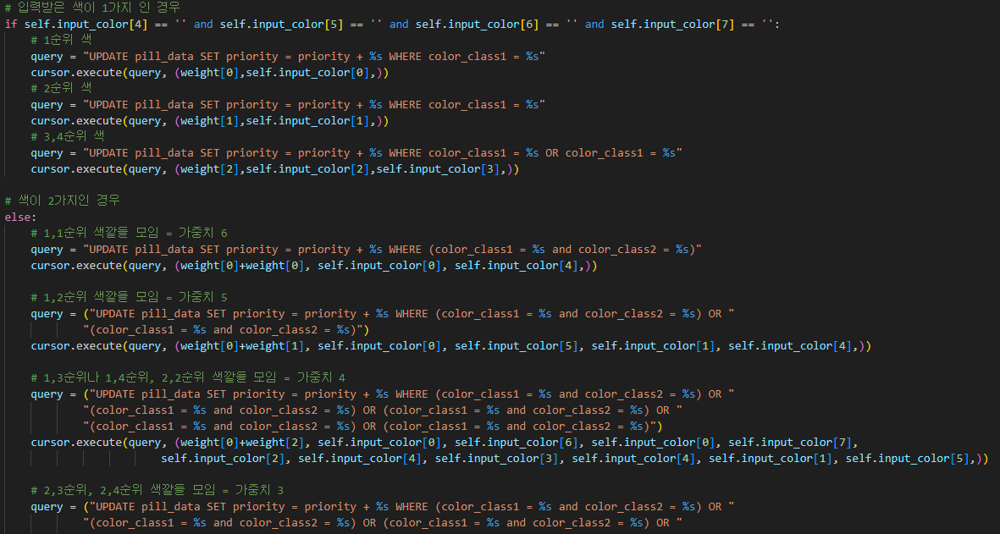 # 입력받은 색이 1가지 인 경우
if self.input_color[4] == '' and self.input_color[5] == '' and self.input_color[6] == '' and self.input_color[7] == '':
# 1순위 색
query = "UPDATE pill_data SET priority = priority + %s WHERE color_class1 = %s"
cursor.execute(query, (weight[0],self.input_color[0],))
# 2순위 색
query = "UPDATE pill_data SET priority = priority + %s WHERE color_class1 = %s"
cursor.execute(query, (weight[1],self.input_color[1],))
# 3,4순위 색
query = "UPDATE pill_data SET priority = priority + %s WHERE color_class1 = %s OR color_class1 = %s"
cursor.execute(query, (weight[2],self.input_color[2],self.input_color[3],))
# 색이 2가지인 경우
else:
# 1,1순위 색깔들 모임 = 가중치 6
query = "UPDATE pill_data SET priority = priority + %s WHERE (color_class1 = %s and color_class2 = %s)"
cursor.execute(query, (weight[0]+weight[0], self.input_color[0], self.input_color[4],))
# 1,2순위 색깔들 모임 = 가중치 5
query = ("UPDATE pill_data SET priority = priority + %s WHERE (color_class1 = %s and color_class2 = %s) OR "
"(color_class1 = %s and color_class2 = %s)")
cursor.execute(query, (weight[0]+weight[1], self.input_color[0], self.input_color[5], self.input_color[1], self.input_color[4],))
# 1,3순위나 1,4순위, 2,2순위 색깔들 모임 = 가중치 4
query = ("UPDATE pill_data SET priority = priority + %s WHERE (color_class1 = %s and color_class2 = %s) OR "
"(color_class1 = %s and color_class2 = %s) OR (color_class1 = %s and color_class2 = %s) OR "
"(color_class1 = %s and color_class2 = %s) OR (color_class1 = %s and color_class2 = %s)")
cursor.execute(query, (weight[0]+weight[2], self.input_color[0], self.input_color[6], self.input_color[0], self.input_color[7],
self.input_color[2], self.input_color[4], self.input_color[3], self.input_color[4], self.input_color[1], self.input_color[5],))
# 2,3순위, 2,4순위 색깔들 모임 = 가중치 3
query = ("UPDATE pill_data SET priority = priority + %s WHERE (color_class1 = %s and color_class2 = %s) OR "
"(color_class1 = %s and color_class2 = %s) OR (color_class1 = %s and color_class2 = %s) OR "